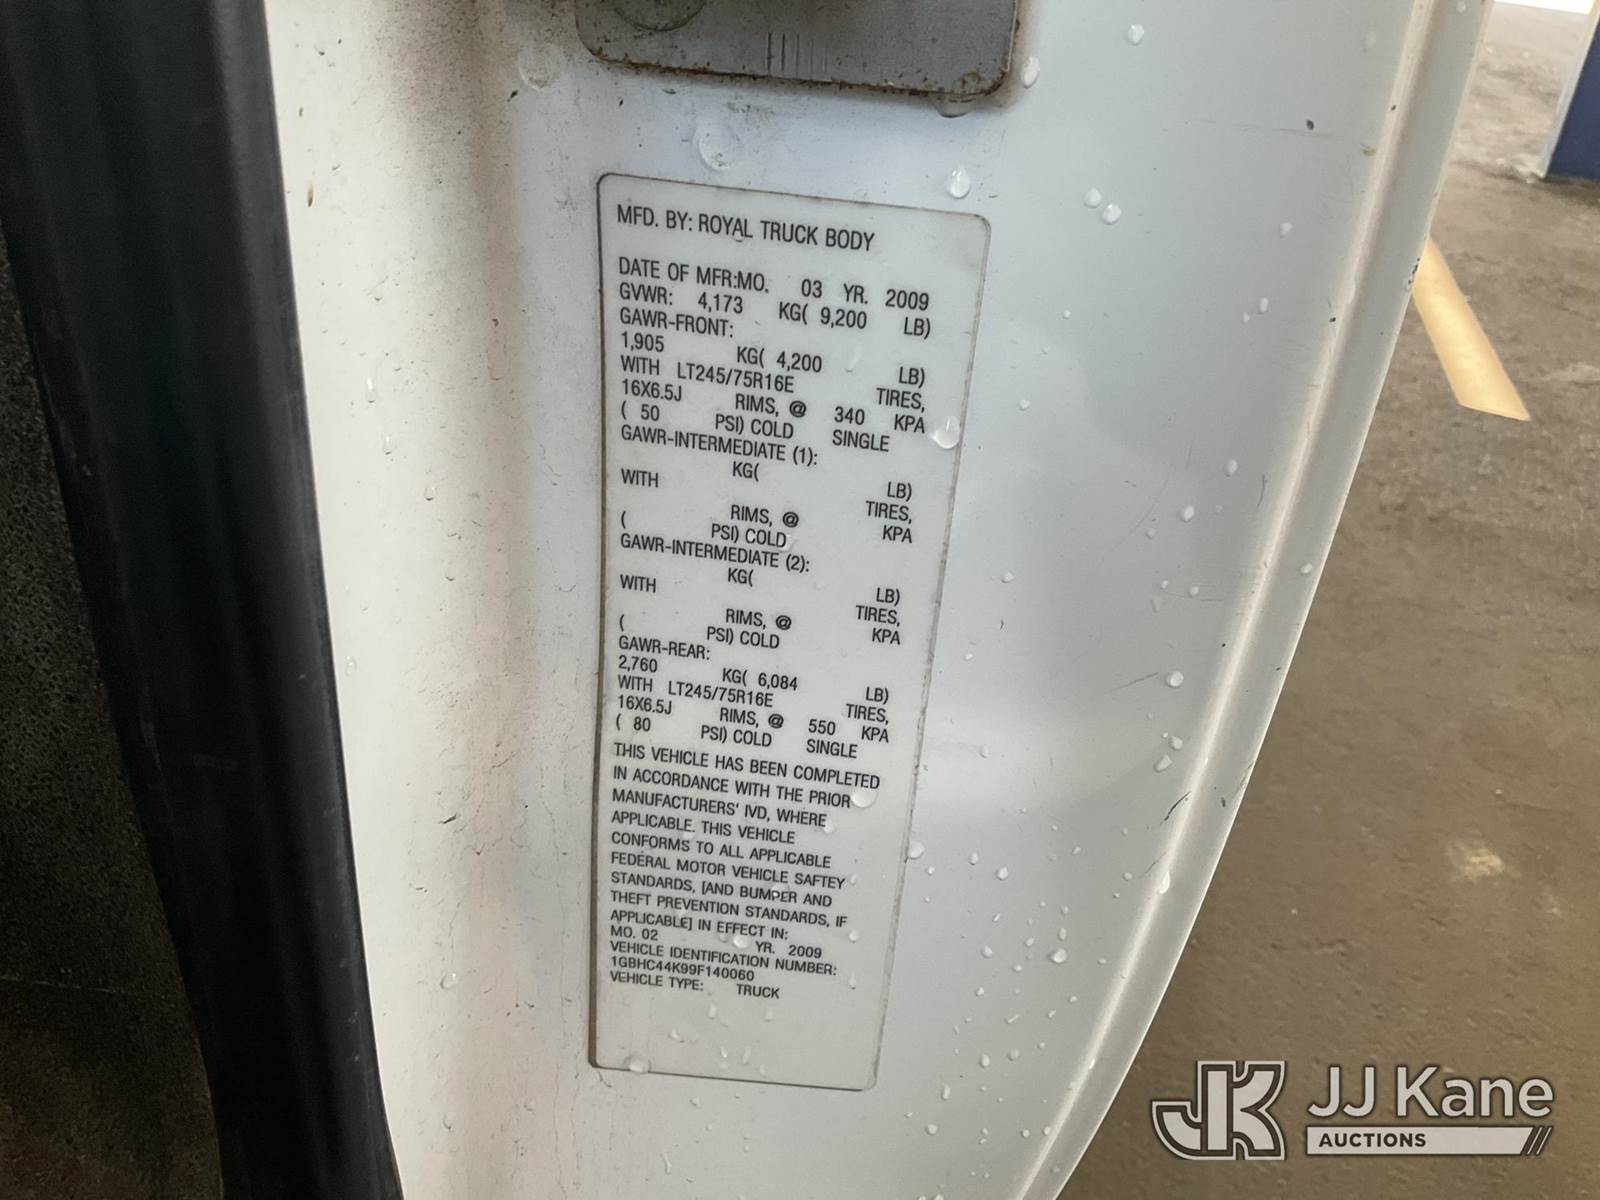 MFD. BY: ROYAL TRUCK BODY
DATE OF MFR:MO. 03 YR. 2009
GVWR: 4,173 KG( 9,200 LB)
GAWR-FRONT:
1,905 KG( 4,200 LB)
WITH LT245/75R16E TIRES,
16X6.5J RIMS, @ 340 KPA
( 50 PSI) COLD SINGLE
GAWR-INTERMEDIATE (1):
KG( LB)
WITH TIRES,
RIMS, @ KPA
( PSI) COLD
GAWR-INTERMEDIATE (2):
KG( LB)
WITH TIRES,
RIMS, @ KPA
( PSI) COLD
GAWR-REAR:
2,760 KG( 6,084 LB)
WITH LT245/75R16E TIRES,
16X6.5J RIMS, @ 550 KPA
( 80 PSI) COLD SINGLE
THIS VEHICLE HAS BEEN COMPLETED
IN ACCORDANCE WITH THE PRIOR
MANUFACTURERS' IVD, WHERE
APPLICABLE. THIS VEHICLE
CONFORMS TO ALL APPLICABLE
FEDERAL MOTOR VEHICLE SAFTEY
STANDARDS, [AND BUMPER AND
THEFT PREVENTION STANDARDS, IF
APPLICABLE] IN EFFECT IN:
MO. 02 YR. 2009
VEHICLE IDENTIFICATION NUMBER:
1GBHC44K99F140060
VEHICLE TYPE: TRUCK
JK JJ Kane
AUCTIONS